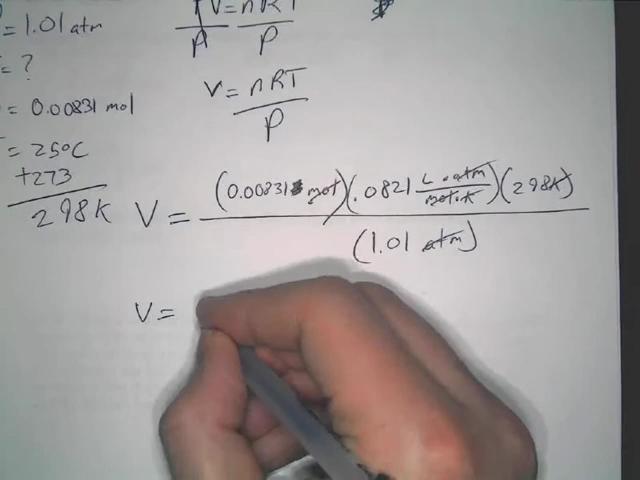 = 1.01 atm
V = nRT
P P
= ?
V = nRT
P
= 0.00831 mol
= 25°C
+273
298K
V = (0.00831 mol)(.0821 L·atm/mol·K)(298K)
(1.01 atm)
V =